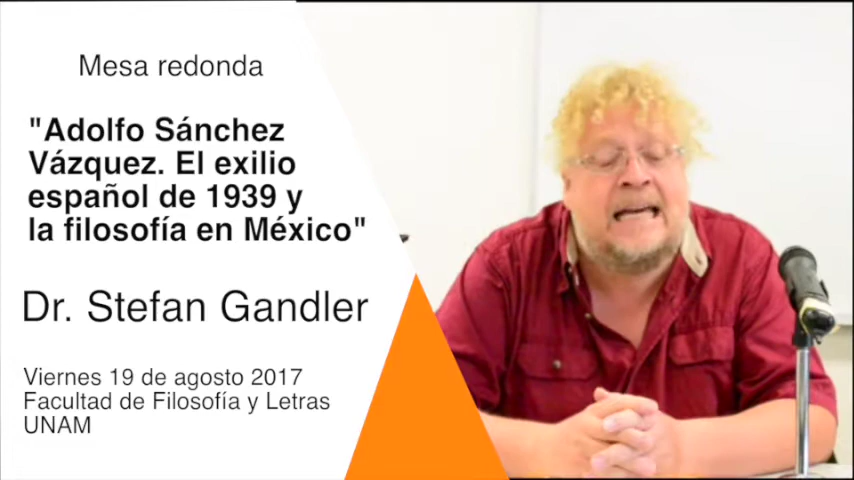 Mesa redonda
"Adolfo Sánchez
Vázquez. El exilio
español de 1939 y
la filosofía en México"
Dr. Stefan Gandler
Viernes 19 de agosto 2017
Facultad de Filosofía y Letras
UNAM